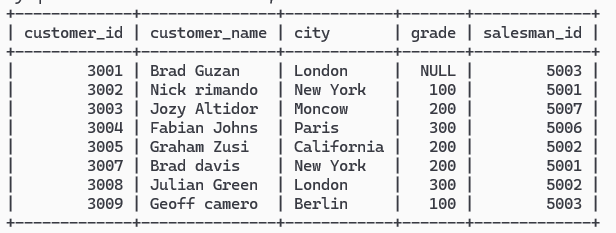 +-------------+---------------+------------+-------+-------------+
| customer_id | customer_name | city       | grade | salesman_id |
+-------------+---------------+------------+-------+-------------+
|        3001 | Brad Guzan    | London     |  NULL |        5003 |
|        3002 | Nick rimando  | New York   |   100 |        5001 |
|        3003 | Jozy Altidor  | Moncow     |   200 |        5007 |
|        3004 | Fabian Johns  | Paris      |   300 |        5006 |
|        3005 | Graham Zusi   | California |   200 |        5002 |
|        3007 | Brad davis    | New York   |   200 |        5001 |
|        3008 | Julian Green  | London     |   300 |        5002 |
|        3009 | Geoff camero  | Berlin     |   100 |        5003 |
+-------------+---------------+------------+-------+-------------+